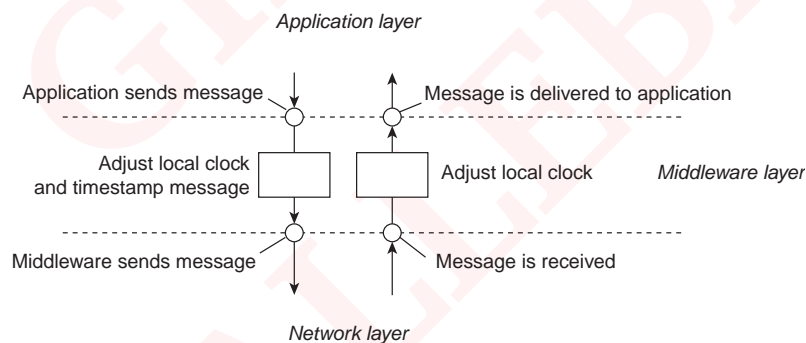 Application layer
Application sends message
Message is delivered to application
Adjust local clock
and timestamp message
Adjust local clock
Middleware layer
Middleware sends message
Message is received
Network layer